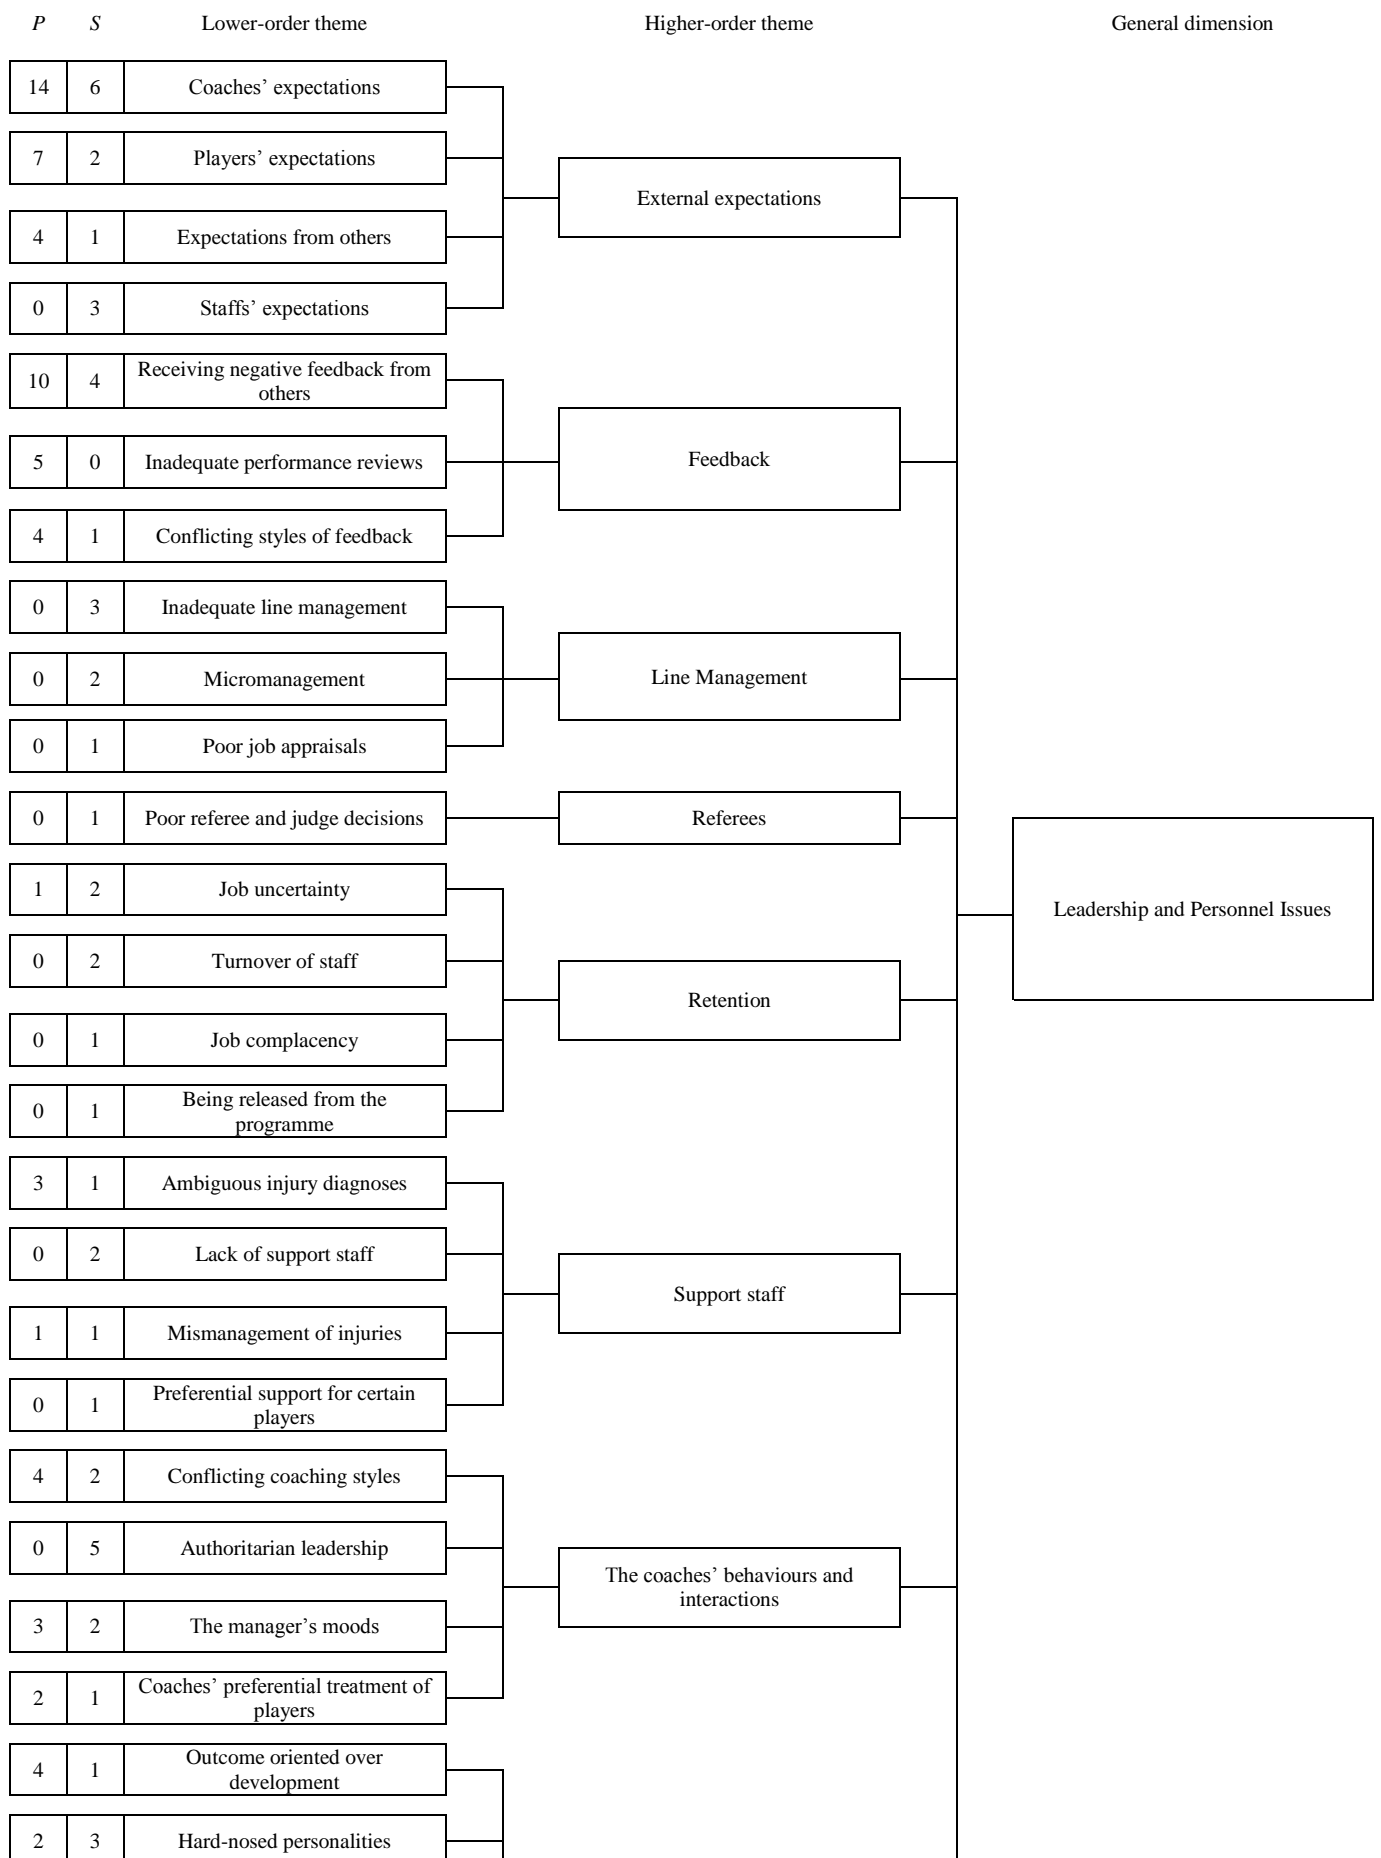 P S Lower-order theme Higher-order theme General dimension
14 6 Coaches’ expectations
7 2 Players’ expectations
External expectations
4 1 Expectations from others
0 3 Staffs’ expectations
10 4 Receiving negative feedback from
others
5 0 Inadequate performance reviews
Feedback
4 1 Conflicting styles of feedback
0 3 Inadequate line management
0 2 Micromanagement
Line Management
0 1 Poor job appraisals
0 1 Poor referee and judge decisions
Referees
1 2 Job uncertainty
Leadership and Personnel Issues
0 2 Turnover of staff
Retention
0 1 Job complacency
0 1 Being released from the
programme
3 1 Ambiguous injury diagnoses
0 2 Lack of support staff
Support staff
1 1 Mismanagement of injuries
0 1 Preferential support for certain
players
4 2 Conflicting coaching styles
0 5 Authoritarian leadership
The coaches’ behaviours and
interactions
3 2 The manager’s moods
2 1 Coaches’ preferential treatment of
players
4 1 Outcome oriented over
development
2 3 Hard-nosed personalities